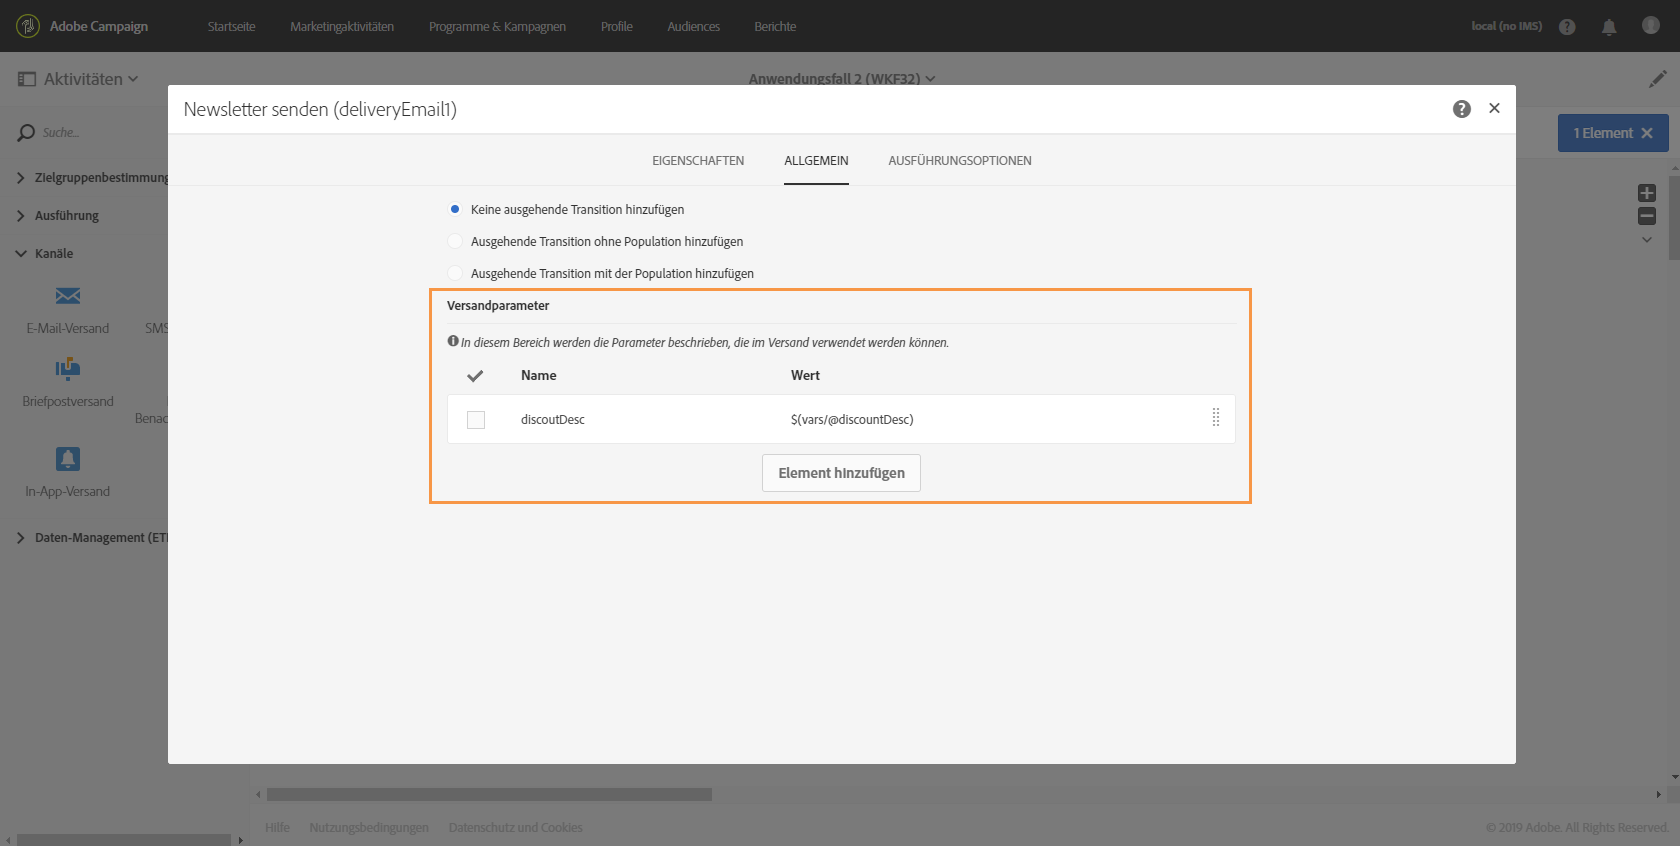 Adobe Campaign
Startseite
Marketingaktivitäten
Programme & Kampagnen
Profile
Audiences
Berichte
local (no IMS)
Aktivitäten
Anwendungsfall 2 (WKF32)
Newsletter senden (deliveryEmail1)
Suche...
1 Element
EIGENSCHAFTEN
ALLGEMEIN
AUSFÜHRUNGSOPTIONEN
Zielgruppenbestimmung
Ausführung
Kanäle
E-Mail-Versand
SMS
Briefpostversand
Benac
In-App-Versand
Daten-Management (ETL
Keine ausgehende Transition hinzufügen
Ausgehende Transition ohne Population hinzufügen
Ausgehende Transition mit der Population hinzufügen
Versandparameter
In diesem Bereich werden die Parameter beschrieben, die im Versand verwendet werden können.
Name
Wert
discoutDesc
$(vars/@discountDesc)
Element hinzufügen
Hilfe
Nutzungsbedingungen
Datenschutz und Cookies
© 2019 Adobe. All Rights Reserved.